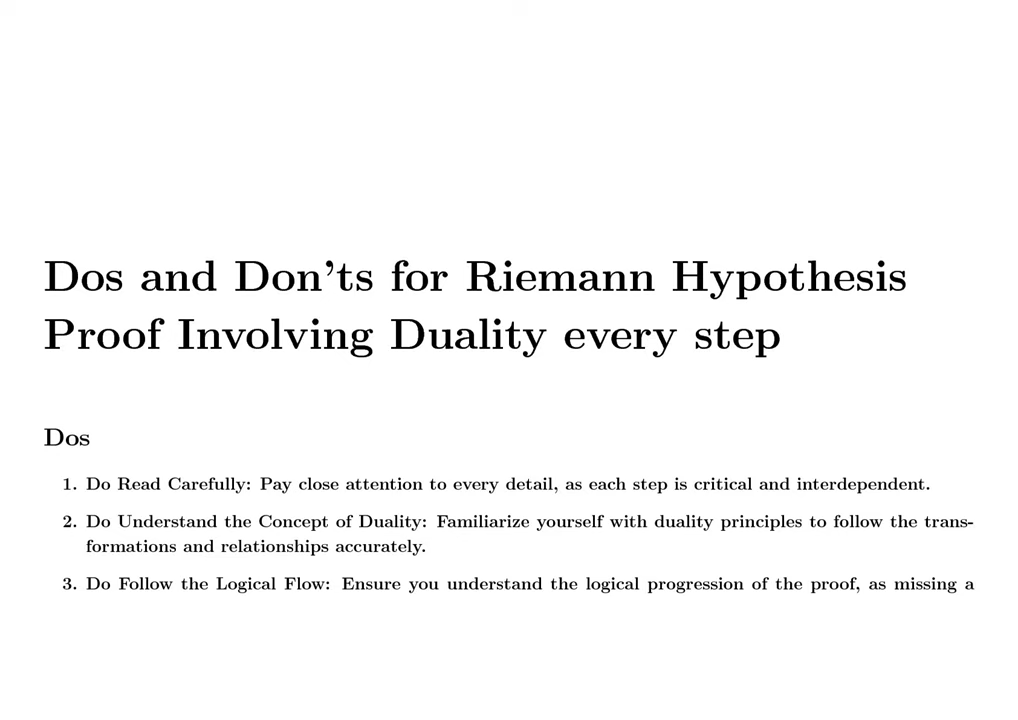 Dos and Don'ts for Riemann Hypothesis
Proof Involving Duality every step
Dos
1. Do Read Carefully: Pay close attention to every detail, as each step is critical and interdependent.
2. Do Understand the Concept of Duality: Familiarize yourself with duality principles to follow the trans-
formations and relationships accurately.
3. Do Follow the Logical Flow: Ensure you understand the logical progression of the proof, as missing a